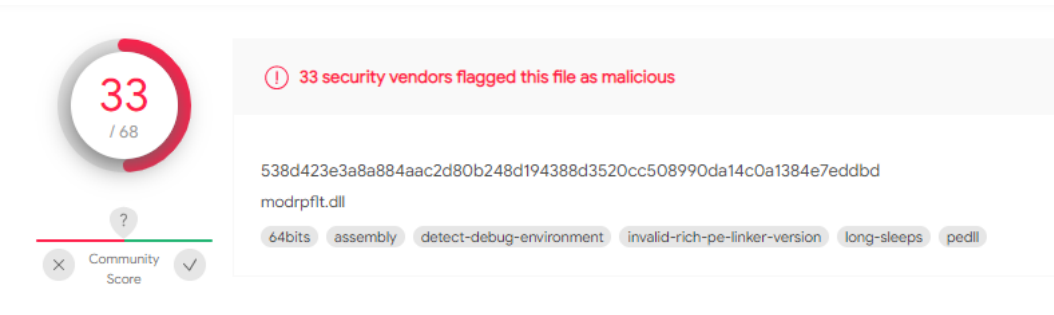 33
/ 68
?
Community
Score
33 security vendors flagged this file as malicious
538d423e3a8a884aac2d80b248d194388d3520cc508990da14c0a1384e7eddbd
modrpflt.dll
64bits assembly detect-debug-environment invalid-rich-pe-linker-version long-sleeps pedll